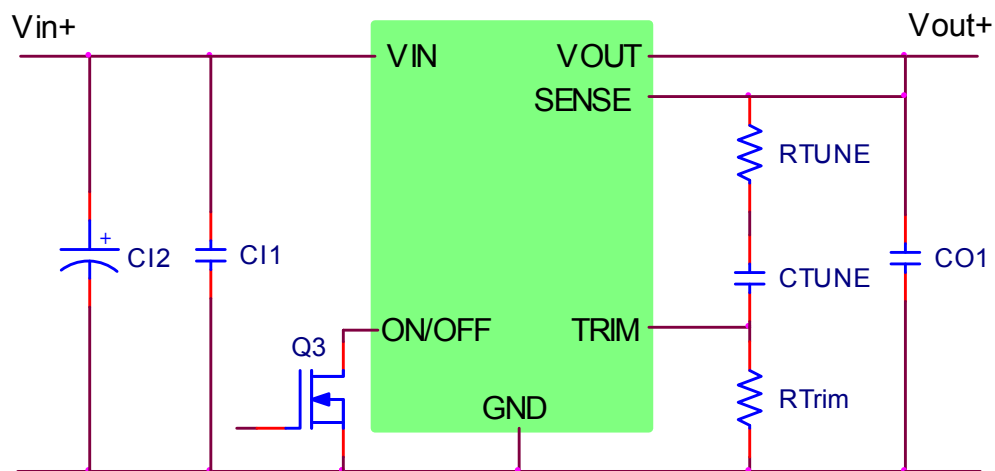 Vin+
Vout+
VIN
VOUT
SENSE
RTUNE
+
CI2
CI1
CTUNE
CO1
ON/OFF
TRIM
Q3
RTrim
GND